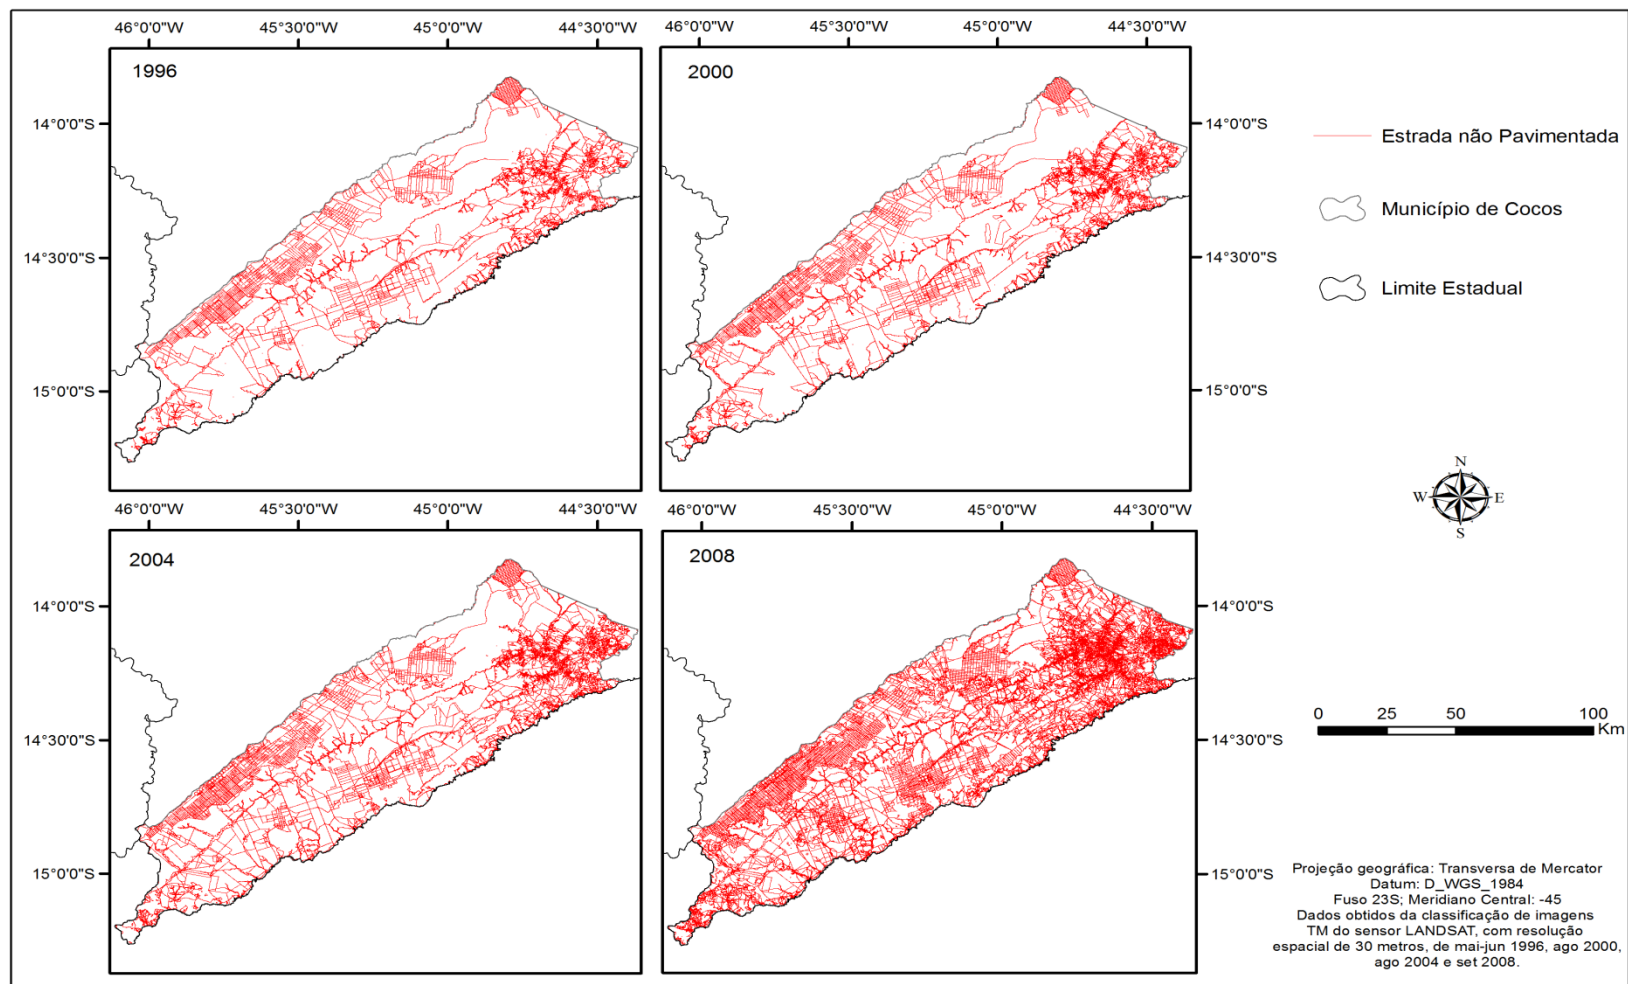 46°0'0"W 45°30'0"W 45°0'0"W 44°30'0"W
46°0'0"W 45°30'0"W 45°0'0"W 44°30'0"W
1996
2000
14°0'0"S
14°0'0"S
14°30'0"S
14°30'0"S
15°0'0"S
15°0'0"S
Estrada não Pavimentada
Município de Cocos
Limite Estadual
46°0'0"W 45°30'0"W 45°0'0"W 44°30'0"W
46°0'0"W 45°30'0"W 45°0'0"W 44°30'0"W
2004
2008
14°0'0"S
14°0'0"S
14°30'0"S
14°30'0"S
15°0'0"S
15°0'0"S
N
W E
S
0 25 50 100
Km
Projeção geográfica: Transversa de Mercator
Datum: D_WGS_1984
Fuso 23S; Meridiano Central: -45
Dados obtidos da classificação de imagens
TM do sensor LANDSAT, com resolução
espacial de 30 metros, de mai-jun 1996, ago 2000,
ago 2004 e set 2008.